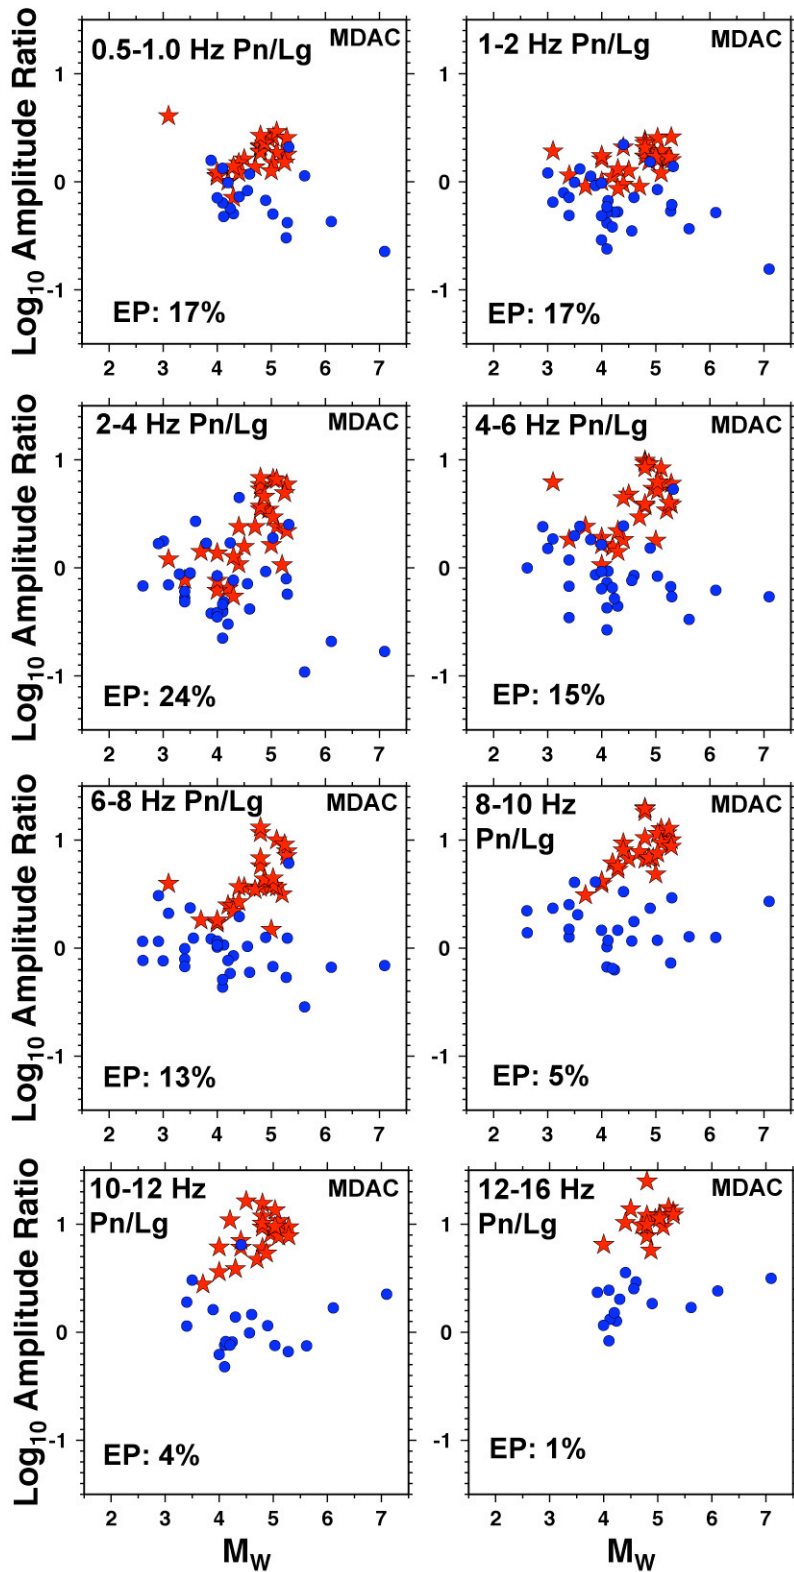 Log10 Amplitude Ratio
0.5-1.0 Hz Pn/Lg MDAC
1
0
-1
EP: 17%
2 3 4 5 6 7
1-2 Hz Pn/Lg MDAC
1
0
-1
EP: 17%
2 3 4 5 6 7
Log10 Amplitude Ratio
2-4 Hz Pn/Lg MDAC
1
0
-1
EP: 24%
2 3 4 5 6 7
4-6 Hz Pn/Lg MDAC
1
0
-1
EP: 15%
2 3 4 5 6 7
Log10 Amplitude Ratio
6-8 Hz Pn/Lg MDAC
1
0
-1
EP: 13%
2 3 4 5 6 7
8-10 Hz MDAC
Pn/Lg
1
0
-1
EP: 5%
2 3 4 5 6 7
Log10 Amplitude Ratio
10-12 Hz MDAC
Pn/Lg
1
0
-1
EP: 4%
2 3 4 5 6 7
MW
12-16 Hz MDAC
Pn/Lg
1
0
-1
EP: 1%
2 3 4 5 6 7
MW